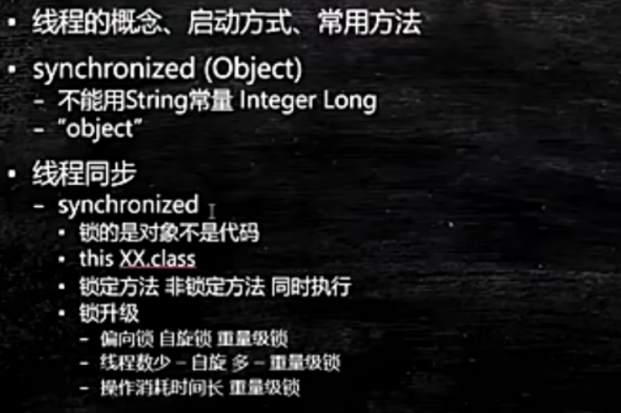 • 线程的概念、启动方式、常用方法
• synchronized (Object)
– 不能用String常量 Integer Long
– “object”
• 线程同步
– synchronized
• 锁的是对象不是代码
• this XX.class
• 锁定方法 非锁定方法 同时执行
• 锁升级
– 偏向锁 自旋锁 重量级锁
– 线程数少 – 自旋 多 – 重量级锁
– 操作消耗时间长 重量级锁